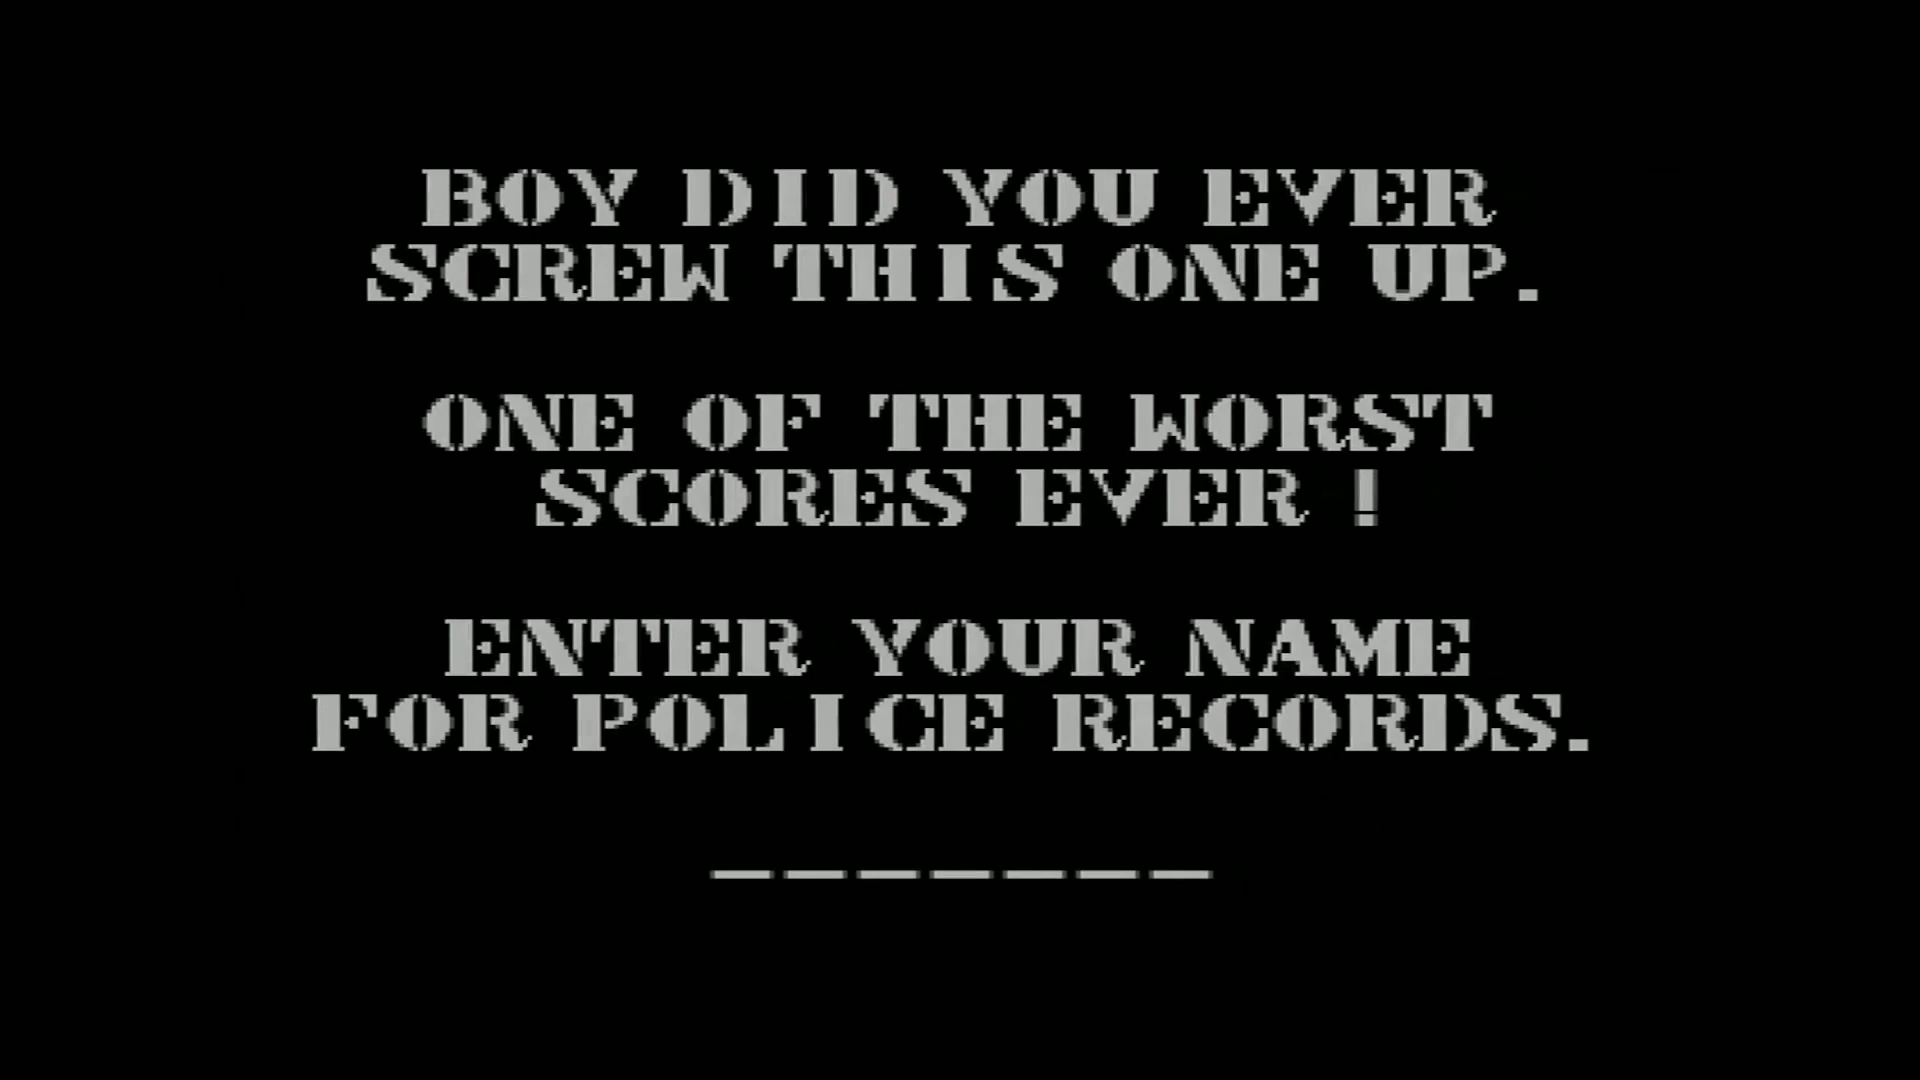 BOY DID YOU EVER
SCREW THIS ONE UP.
ONE OF THE WORST
SCORES EVER !
ENTER YOUR NAME
FOR POLICE RECORDS.
_ _ _ _ _ _ _